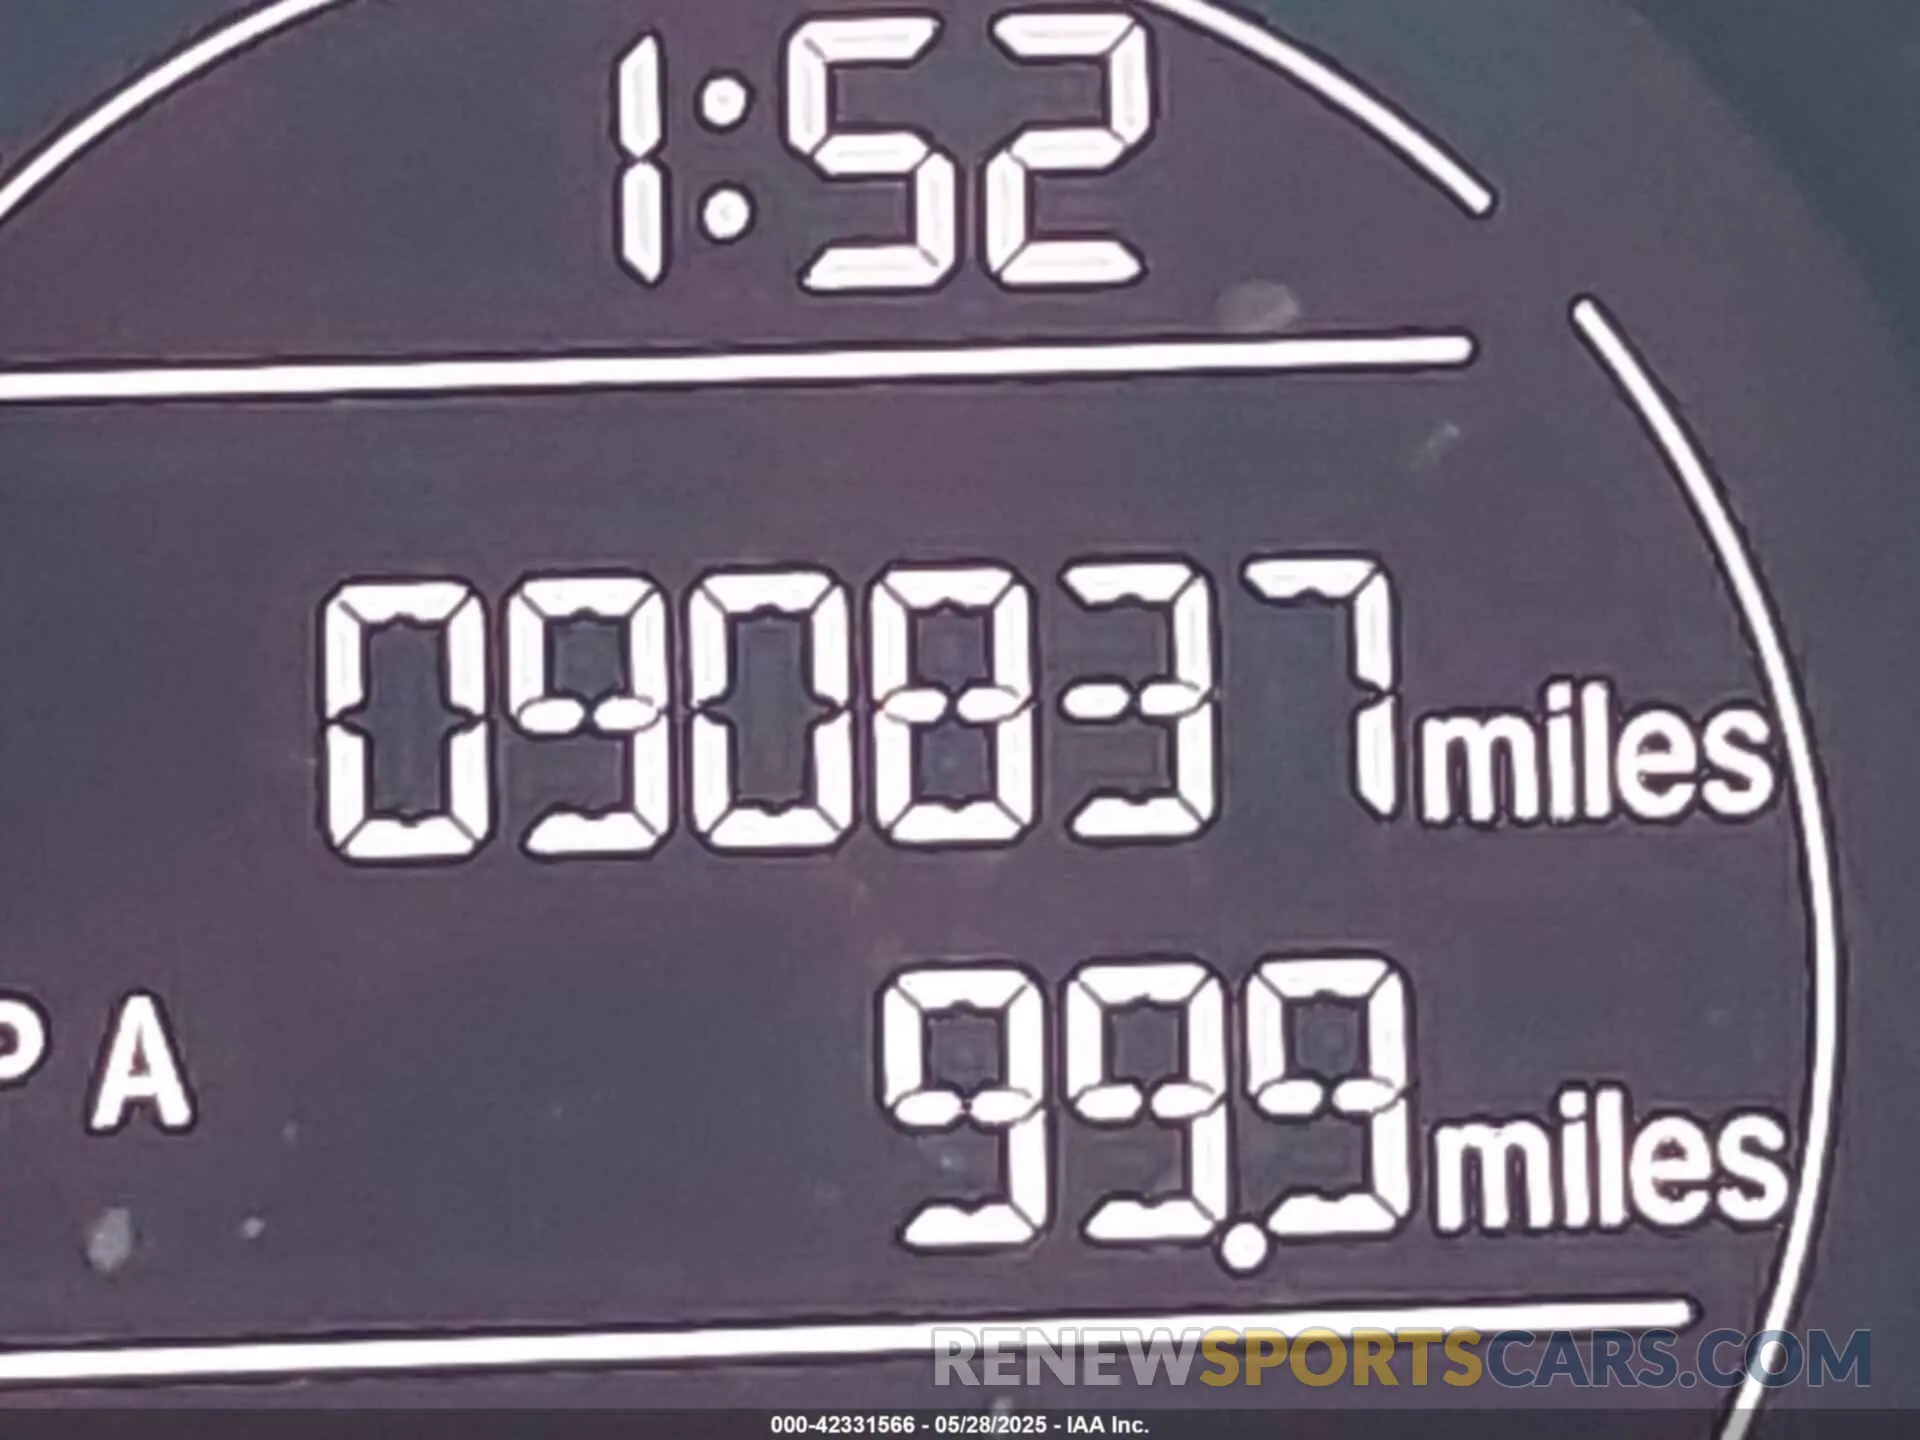 1:52
090837 miles
P A
99.9 miles
RENEWSPORTSCARS.COM
000-42331566 - 05/28/2025 - IAA Inc.